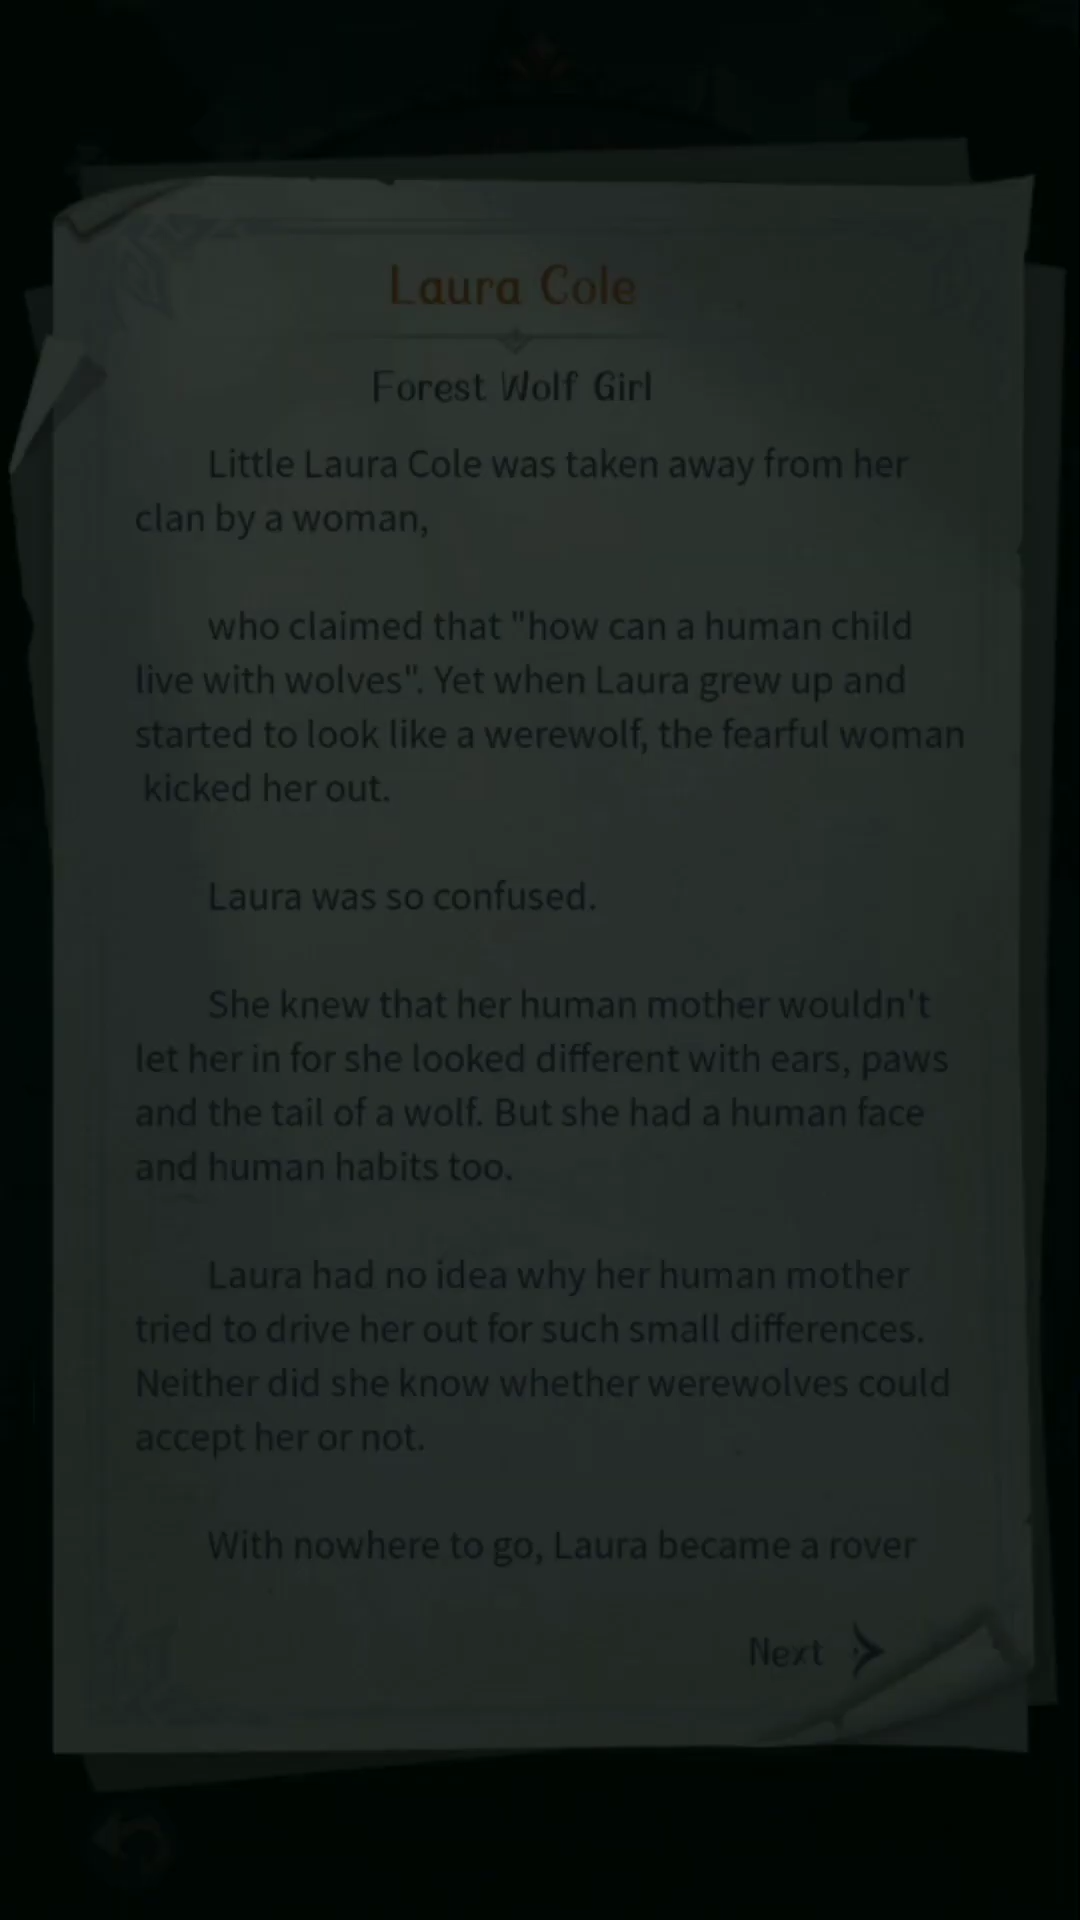 Laura Cole
Forest Wolf Girl
Little Laura Cole was taken away from her
clan by a woman,
who claimed that "how can a human child
live with wolves". Yet when Laura grew up and
started to look like a werewolf, the fearful woman
kicked her out.
Laura was so confused.
She knew that her human mother wouldn't
let her in for she looked different with ears, paws
and the tail of a wolf. But she had a human face
and human habits too.
Laura had no idea why her human mother
tried to drive her out for such small differences.
Neither did she know whether werewolves could
accept her or not.
With nowhere to go, Laura became a rover
Next